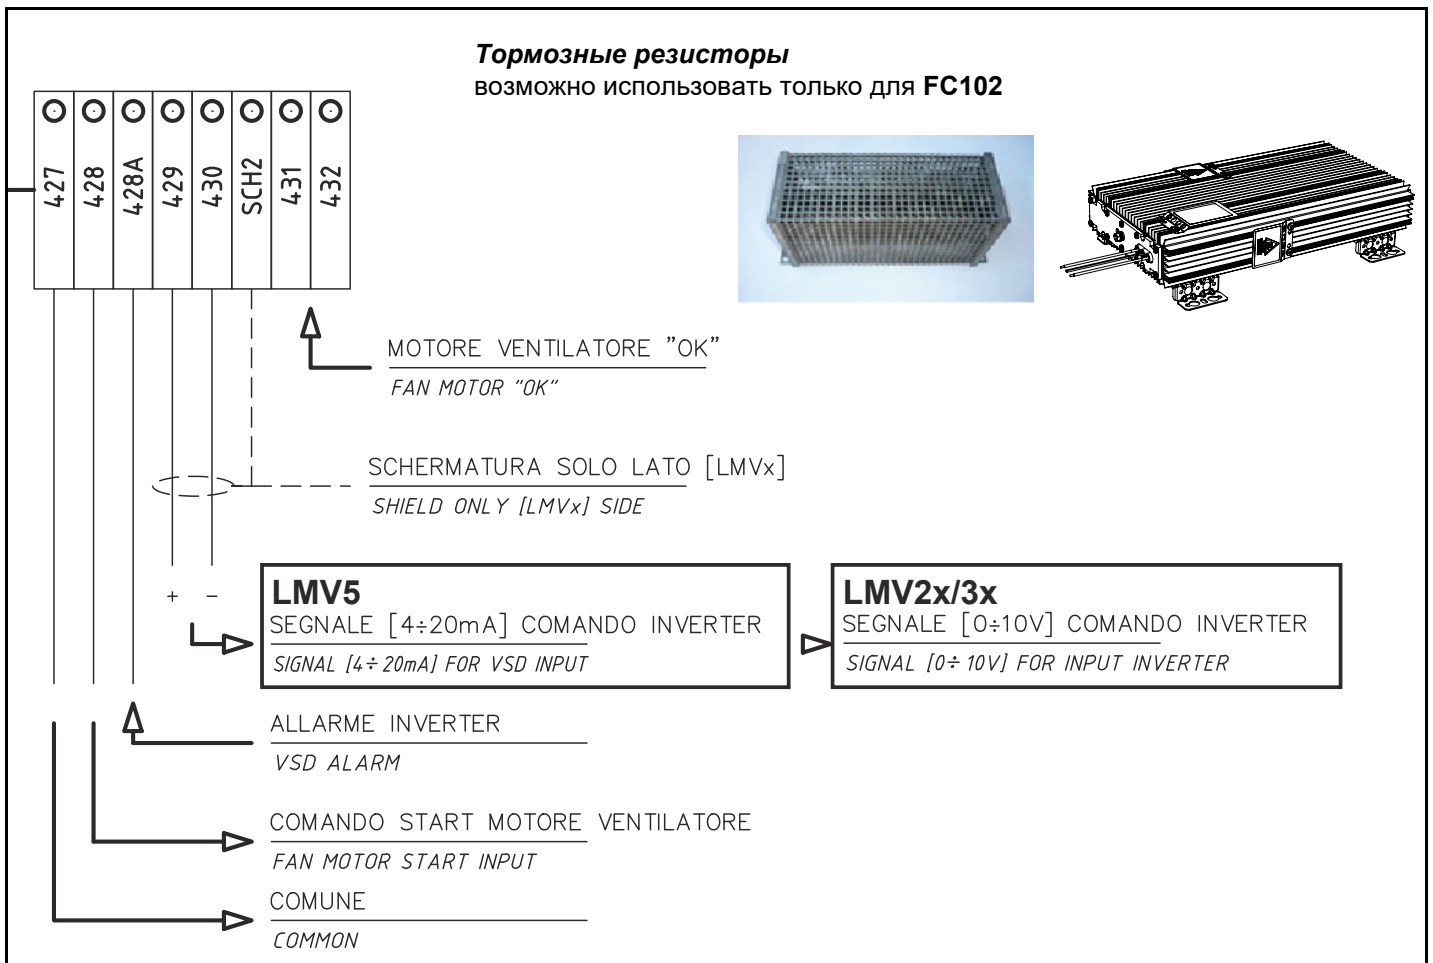 Тормозные резисторы
возможно использовать только для FC102
427
428
428A
429
430
SCH2
431
432
MOTORE VENTILATORE "OK"
FAN MOTOR "OK"
SCHERMATURA SOLO LATO [LMVx]
SHIELD ONLY [LMVx] SIDE
+ −
LMV5
SEGNALE [4÷20mA] COMANDO INVERTER
SIGNAL [4÷20mA] FOR VSD INPUT
LMV2x/3x
SEGNALE [0÷10V] COMANDO INVERTER
SIGNAL [0÷10V] FOR INPUT INVERTER
ALLARME INVERTER
VSD ALARM
COMANDO START MOTORE VENTILATORE
FAN MOTOR START INPUT
COMUNE
COMMON